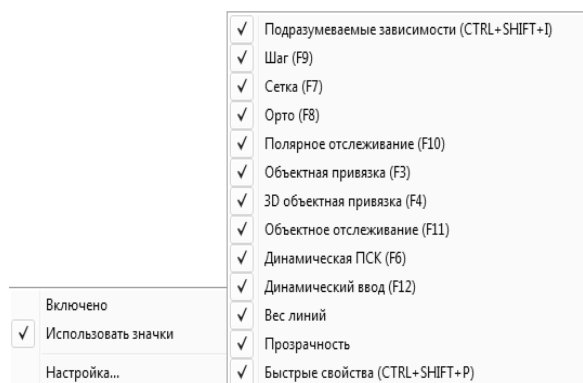 Подразумеваемые зависимости (CTRL+SHIFT+I)
Шаг (F9)
Сетка (F7)
Орто (F8)
Полярное отслеживание (F10)
Объектная привязка (F3)
3D объектная привязка (F4)
Объектное отслеживание (F11)
Динамическая ПСК (F6)
Динамический ввод (F12)
Вес линий
Прозрачность
Быстрые свойства (CTRL+SHIFT+P)
Включено
Использовать значки
Настройка...